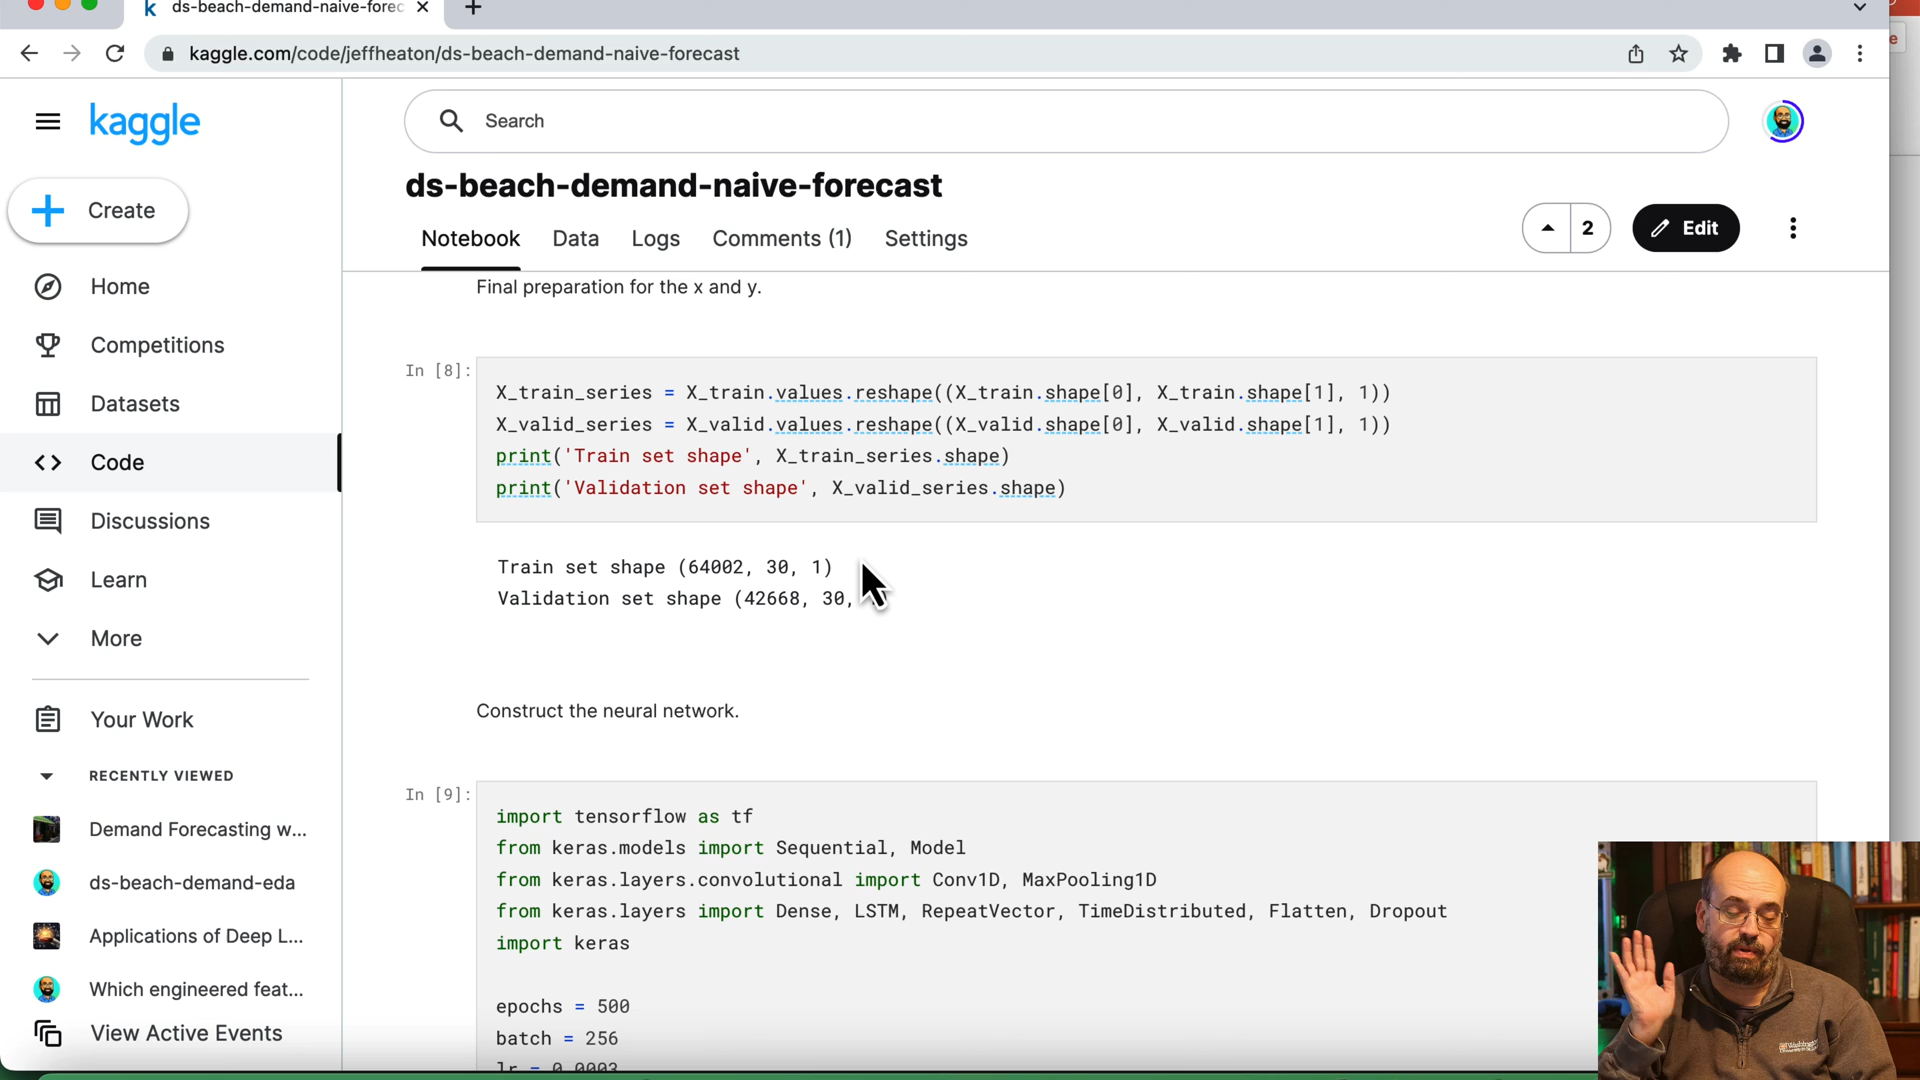 ds-beach-demand-naive-forec
kaggle.com/code/jeffheaton/ds-beach-demand-naive-forecast
kaggle
Search
Create
ds-beach-demand-naive-forecast
Notebook
Data
Logs
Comments (1)
Settings
2
Edit
Home
Competitions
Datasets
Code
Discussions
Learn
More
Your Work
RECENTLY VIEWED
Demand Forecasting w...
ds-beach-demand-eda
Applications of Deep L...
Which engineered feat...
View Active Events
Final preparation for the x and y.
In [8]:
X_train_series = X_train.values.reshape((X_train.shape[0], X_train.shape[1], 1))
X_valid_series = X_valid.values.reshape((X_valid.shape[0], X_valid.shape[1], 1))
print('Train set shape', X_train_series.shape)
print('Validation set shape', X_valid_series.shape)
Train set shape (64002, 30, 1)
Validation set shape (42668, 30,
Construct the neural network.
In [9]:
import tensorflow as tf
from keras.models import Sequential, Model
from keras.layers.convolutional import Conv1D, MaxPooling1D
from keras.layers import Dense, LSTM, RepeatVector, TimeDistributed, Flatten, Dropout
import keras
epochs = 500
batch = 256
lr = 0.0003